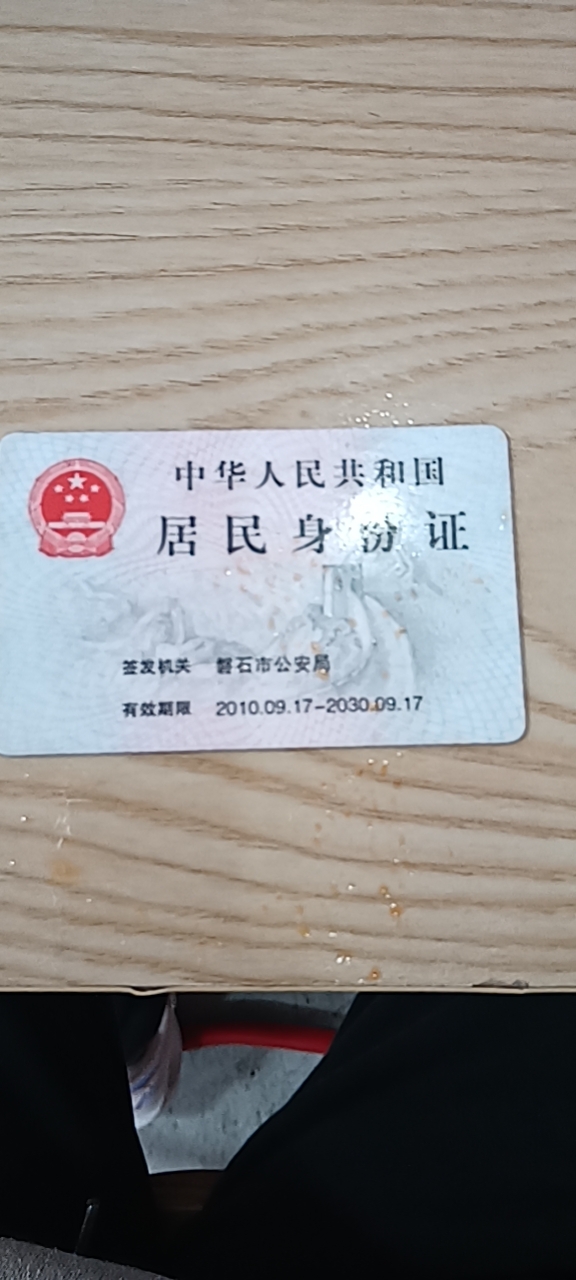 中华人民共和国
居民身份证
签发机关 磐石市公安局
有效期限 2010.09.17-2030.09.17